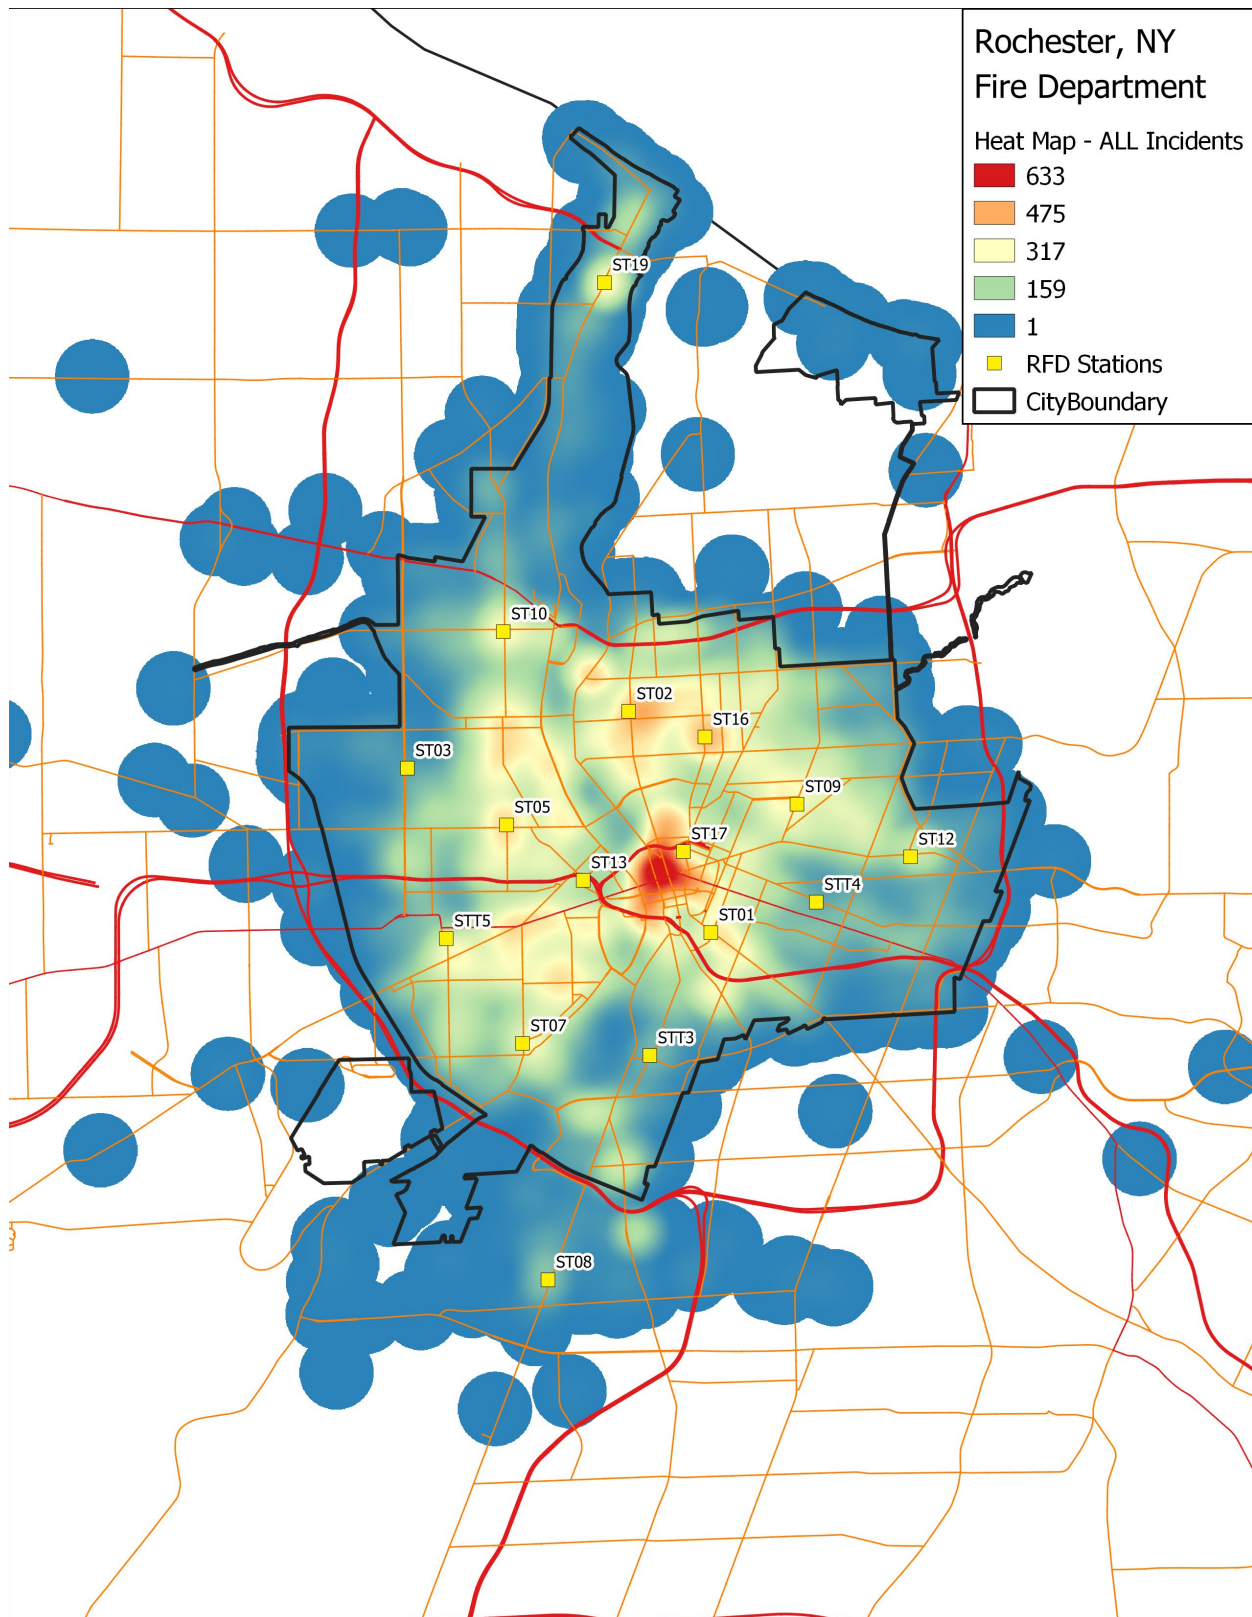 Rochester, NY
Fire Department
Heat Map - ALL Incidents
633
475
317
159
1
RFD Stations
CityBoundary
ST19
ST10
ST02
ST16
ST03
ST09
ST05
ST17
ST12
ST13
STT4
STT5
ST01
ST07
STT3
ST08